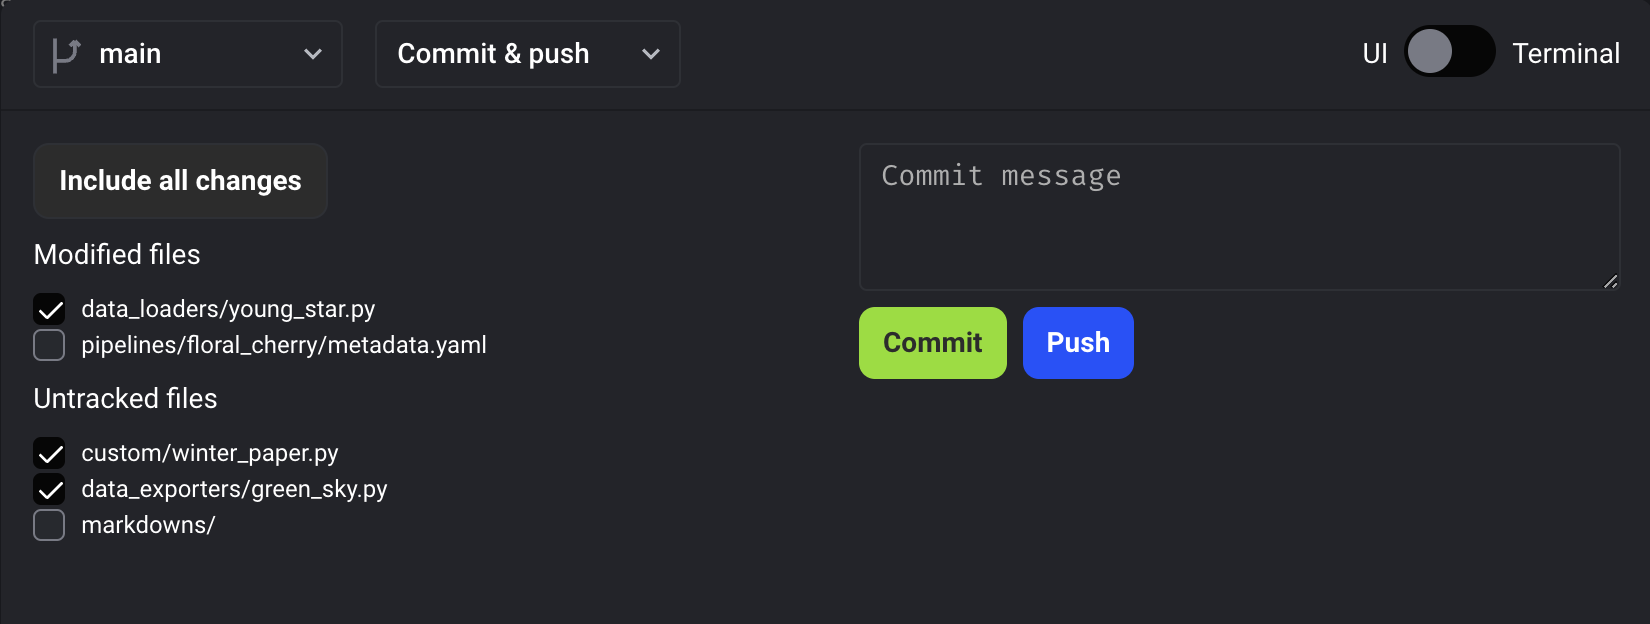 main
Commit & push
UI
Terminal
Include all changes
Modified files
data_loaders/young_star.py
pipelines/floral_cherry/metadata.yaml
Untracked files
custom/winter_paper.py
data_exporters/green_sky.py
markdowns/
Commit message
Commit
Push